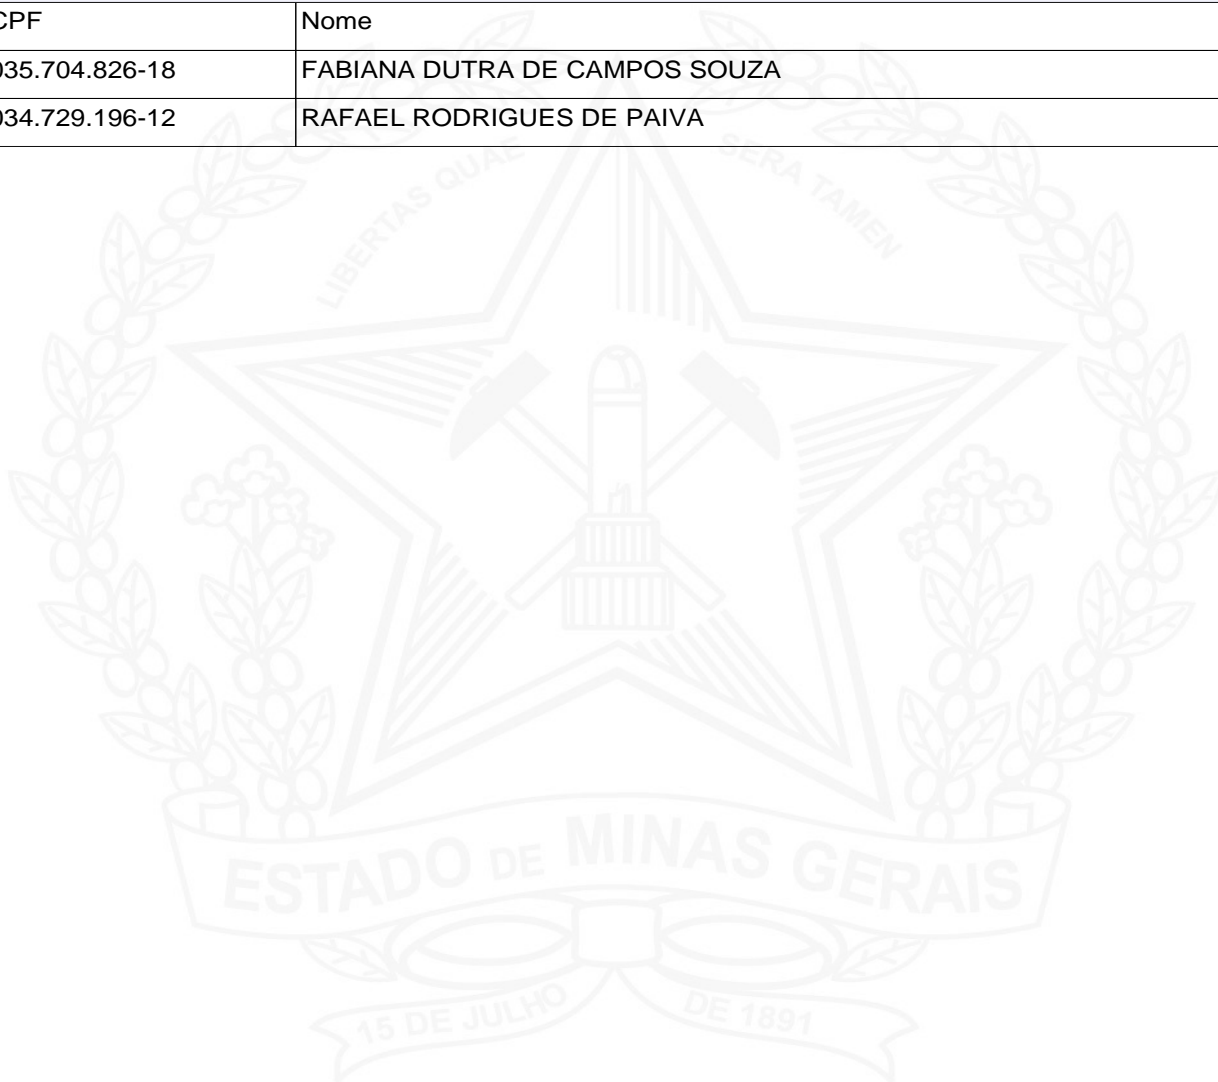 CPF Nome
035.704.826-18 FABIANA DUTRA DE CAMPOS SOUZA
034.729.196-12 RAFAEL RODRIGUES DE PAIVA
LIBERTAS QUAE SERA TAMEN
ESTADO DE MINAS GERAIS
15 DE JULHO DE 1891